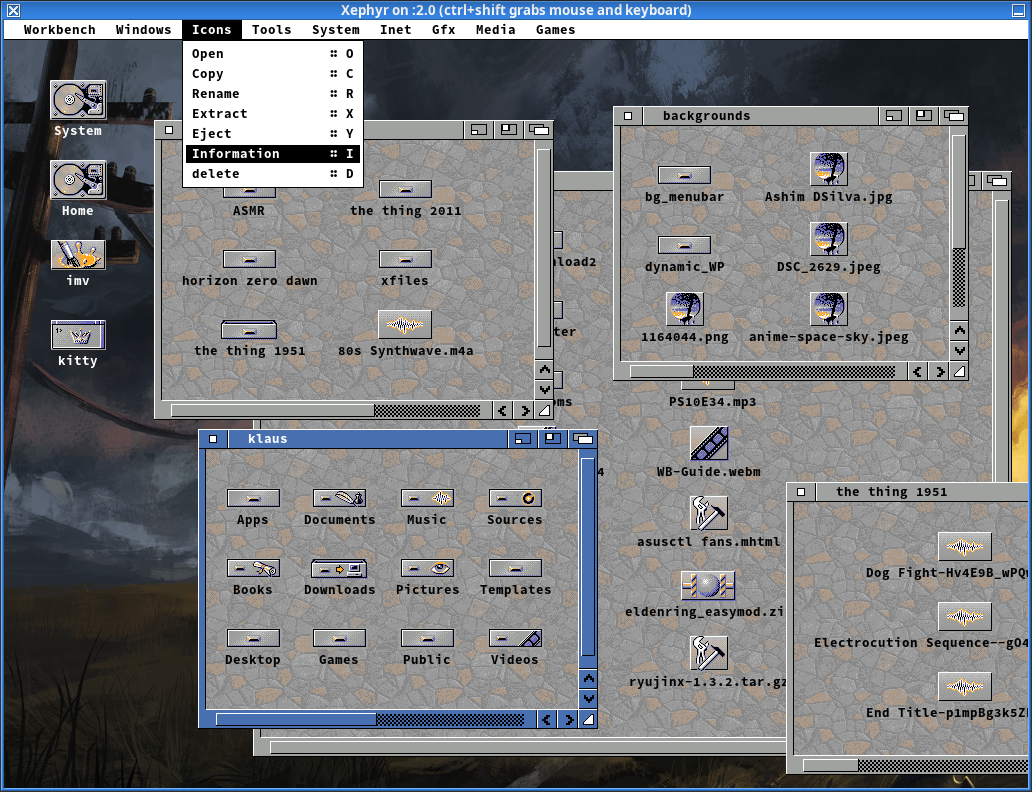 Xephyr on :2.0 (ctrl+shift grabs mouse and keyboard)
Workbench Windows Icons Tools System Inet Gfx Media Games
Open O
Copy C
Rename R
Extract X
Eject Y
Information I
delete D
System
Home
imv
kitty
ASMR
the thing 2011
horizon zero dawn
xfiles
the thing 1951
80s Synthwave.m4a
backgrounds
bg_menubar
Ashim DSilva.jpg
dynamic_WP
DSC_2629.jpeg
1164044.png
anime-space-sky.jpeg
nload2
ter
oms
4
PS10E34.mp3
WB-Guide.webm
asusctl fans.mhtml
eldenring_easymod.zi
ryujinx-1.3.2.tar.gz
klaus
Apps
Documents
Music
Sources
Books
Downloads
Pictures
Templates
Desktop
Games
Public
Videos
the thing 1951
Dog Fight-Hv4E9B_wPQ
Electrocution Sequence--gO4
End Title-p1mpBg3k5Z